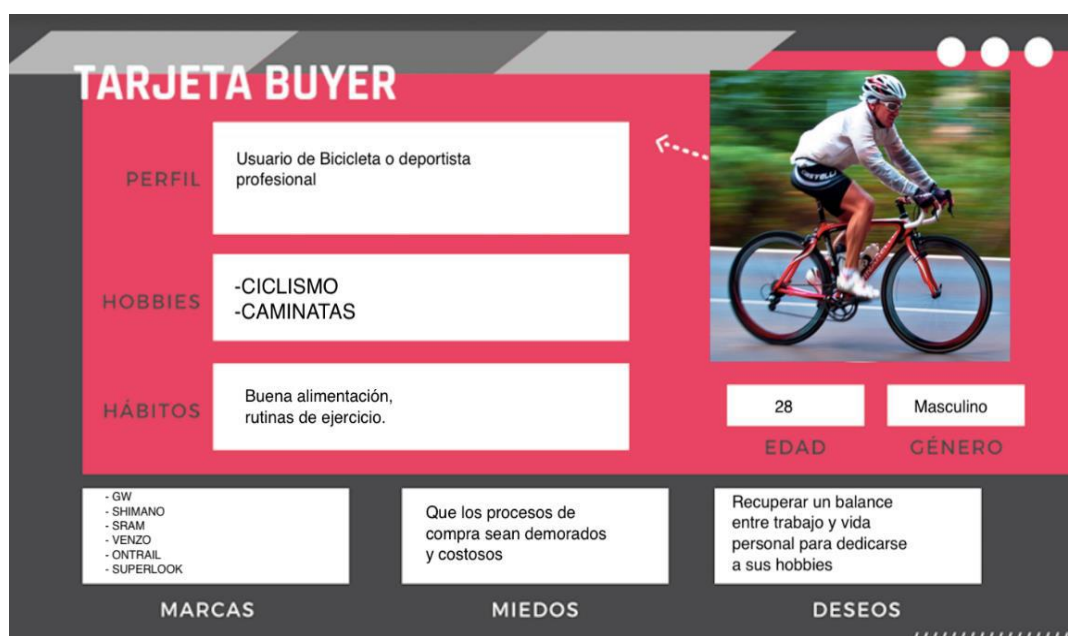 TARJETA BUYER
PERFIL
Usuario de Bicicleta o deportista
profesional
HOBBIES
-CICLISMO
-CAMINATAS
HÁBITOS
Buena alimentación,
rutinas de ejercicio.
CASTELLI
28
EDAD
Masculino
GÉNERO
- GW
- SHIMANO
- SRAM
- VENZO
- ONTRAIL
- SUPERLOOK
MARCAS
Que los procesos de
compra sean demorados
y costosos
MIEDOS
Recuperar un balance
entre trabajo y vida
personal para dedicarse
a sus hobbies
DESEOS